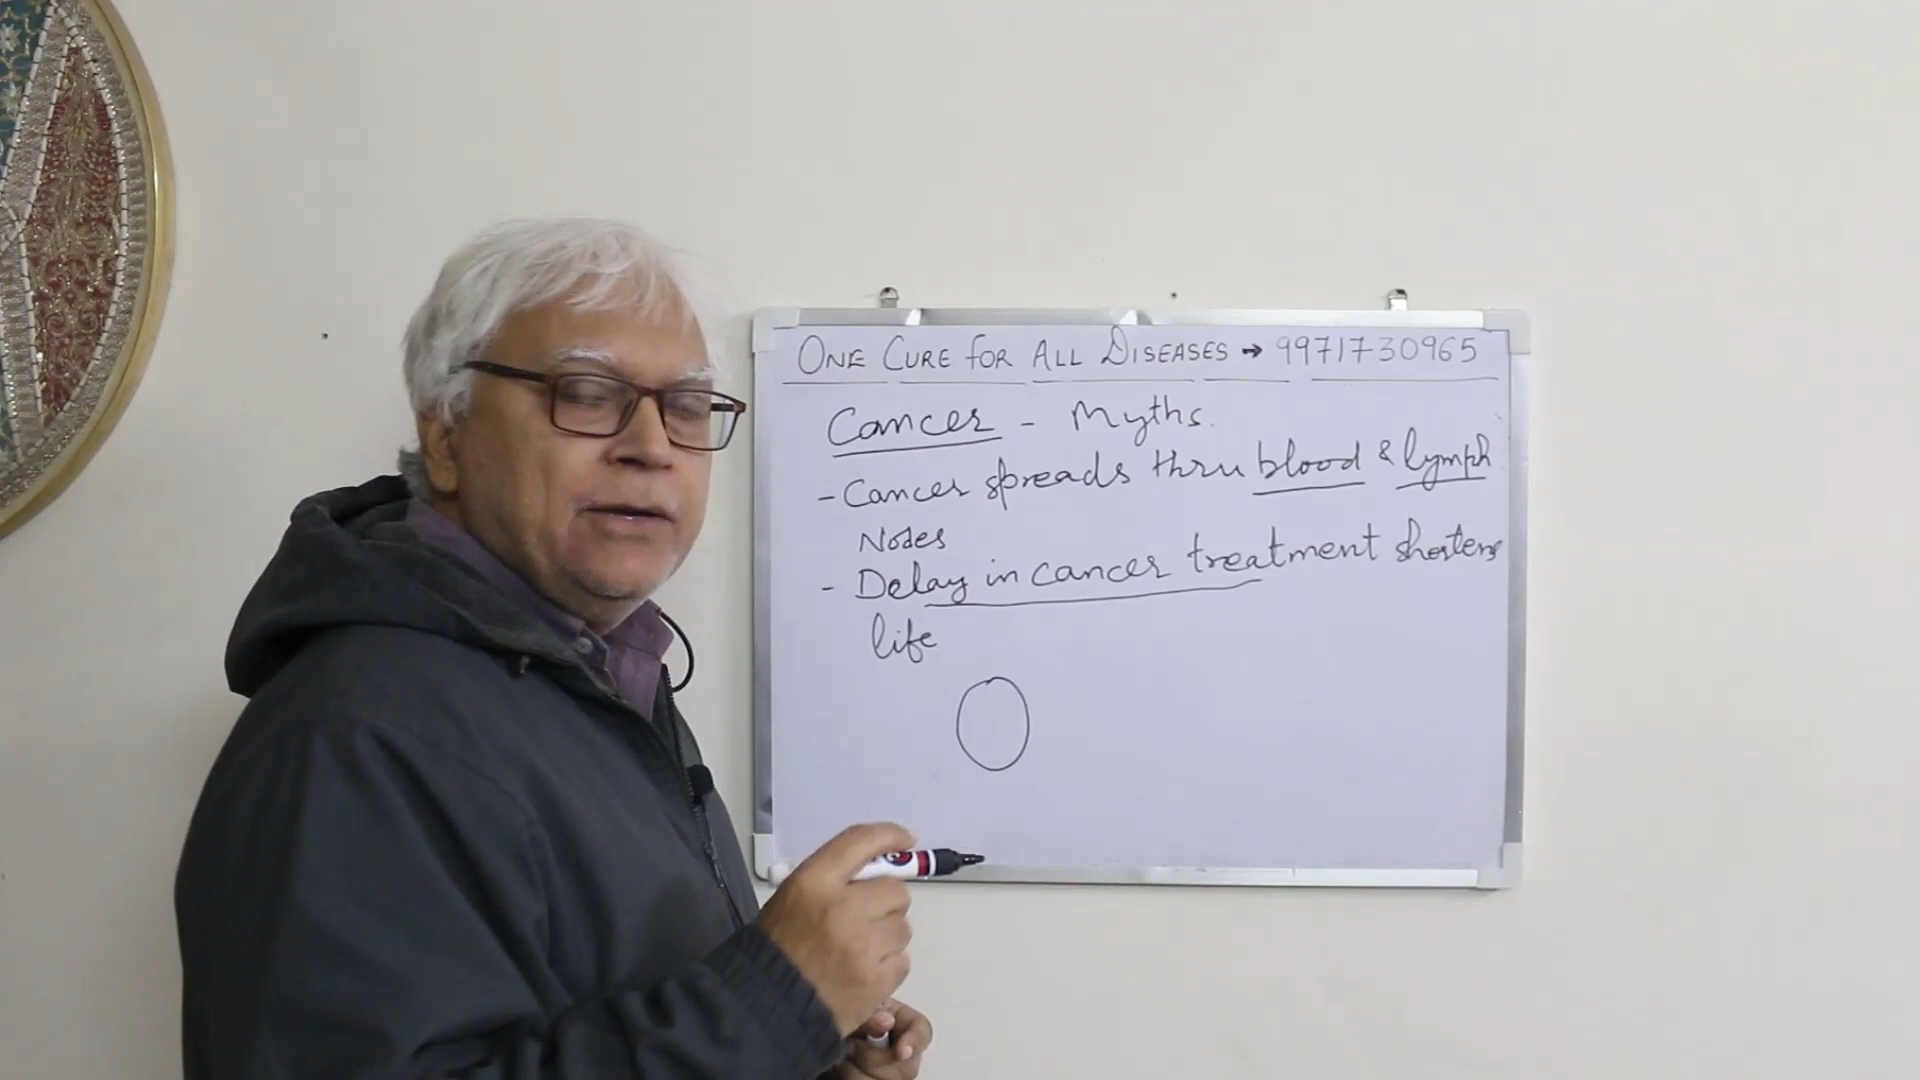 ONE CURE FOR ALL DISEASES → 9971730965
Cancer - Myths.
- Cancer spreads thru blood & lymph
Nodes
- Delay in cancer treatment shortens
life